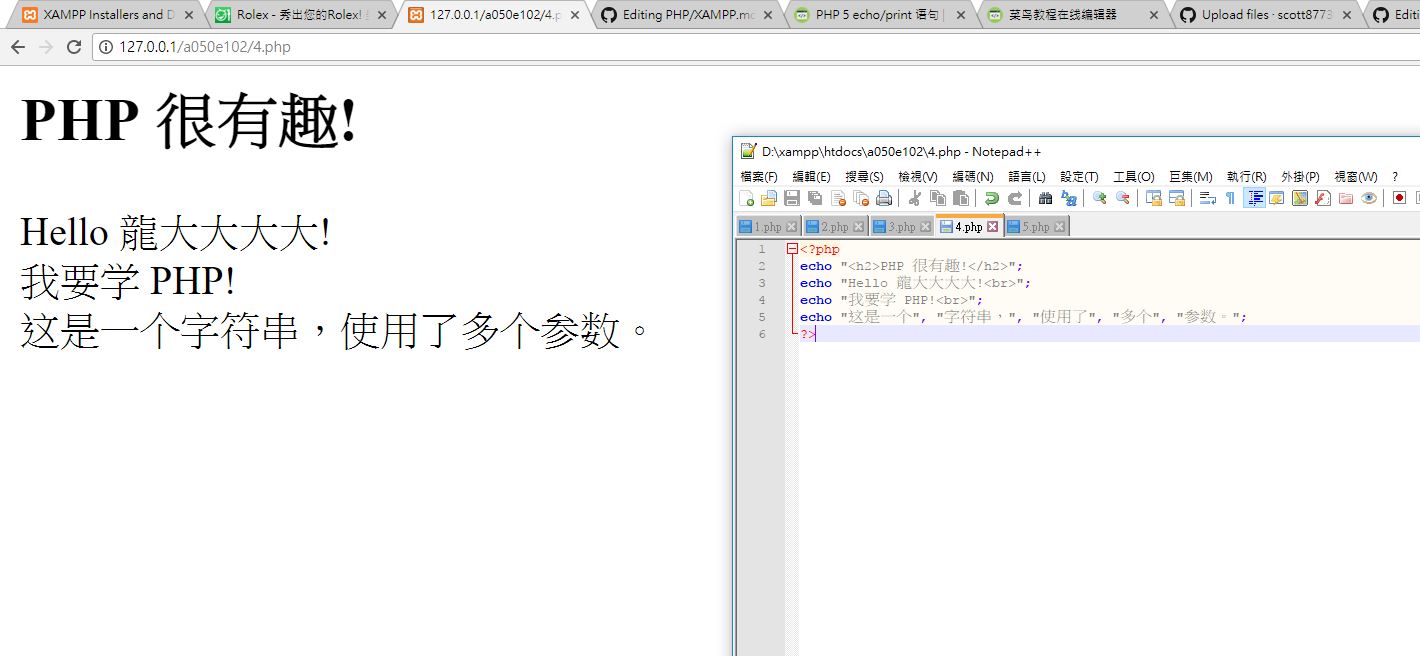 XAMPP Installers and D
Rolex - 秀出您的Rolex!
127.0.0.1/a050e102/4.p
Editing PHP/XAMPP.mc
PHP 5 echo/print 语句 |
菜鸟教程在线编辑器
Upload files · scott8773
Editi
127.0.0.1/a050e102/4.php
PHP 很有趣!
Hello 龍大大大大!
我要学 PHP!
这是一个字符串，使用了多个参数。
D:\xampp\htdocs\a050e102\4.php - Notepad++
檔案(F) 編輯(E) 搜尋(S) 檢視(V) 編碼(N) 語言(L) 設定(T) 工具(O) 巨集(M) 執行(R) 外掛(P) 視窗(W) ?
1.php 2.php 3.php 4.php 5.php
1 <?php
2 echo "<h2>PHP 很有趣!</h2>";
3 echo "Hello 龍大大大大!<br>";
4 echo "我要学 PHP!<br>";
5 echo "这是一个", "字符串，", "使用了", "多个", "参数。";
6 ?>